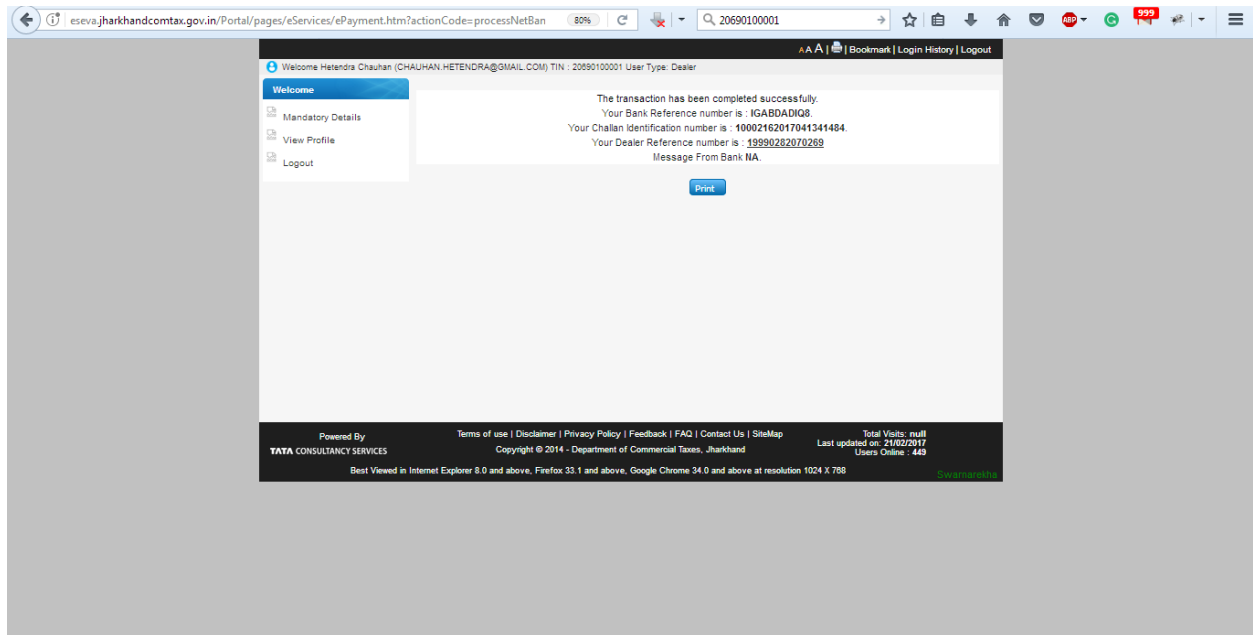 eseva.jharkhandcomtax.gov.in/Portal/pages/eServices/ePayment.htm?actionCode=processNetBan 80% 20690100001 ABP 999
A A A | | Bookmark | Login History | Logout
Welcome Hetendra Chauhan (CHAUHAN.HETENDRA@GMAIL.COM) TIN : 20690100001 User Type: Dealer
Welcome
Mandatory Details
View Profile
Logout
The transaction has been completed successfully.
Your Bank Reference number is : IGABDADIQ8.
Your Challan Identification number is : 10002162017041341484.
Your Dealer Reference number is : 19990282070269
Message From Bank NA.
Print
Powered By
TATA CONSULTANCY SERVICES
Terms of use | Disclaimer | Privacy Policy | Feedback | FAQ | Contact Us | SiteMap
Copyright © 2014 - Department of Commercial Taxes, Jharkhand
Total Visits: null
Last updated on: 21/02/2017
Users Online : 449
Best Viewed in Internet Explorer 8.0 and above, Firefox 33.1 and above, Google Chrome 34.0 and above at resolution 1024 X 768
Swarnarekha